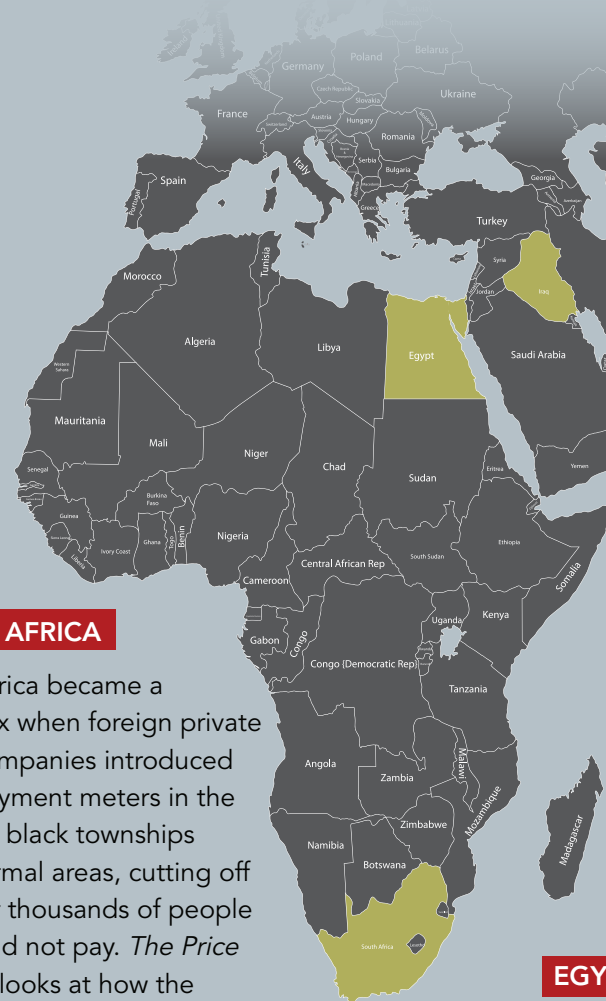 Belarus
Poland
Germany
Ukraine
Czech Republic
Slovakia
France
Austria
Hungary
Romania
Italy
Serbia
Bulgaria
Spain
Portugal
Greece
Georgia
Turkey
Syria
Iraq
Jordan
Tunisia
Morocco
Algeria
Libya
Egypt
Saudi Arabia
Western
Sahara
Mauritania
Mali
Niger
Chad
Sudan
Eritrea
Yemen
Senegal
Burkina
Faso
Guinea
Ivory Coast
Ghana
Togo
Benin
Nigeria
Liberia
Cameroon
Central African Rep
South Sudan
Ethiopia
Somalia
Gabon
Congo
Congo {Democratic Rep}
Uganda
Kenya
Tanzania
Angola
Zambia
Malawi
Mozambique
Zimbabwe
Namibia
Botswana
Madagascar
South Africa
Lesotho
AFRICA
rica became a
x when foreign private
ompanies introduced
yment meters in the
black townships
rmal areas, cutting off
r thousands of people
d not pay. The Price
looks at how the
EGY